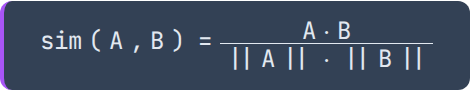 sim(A,B) = A·B / ||A|| · ||B||